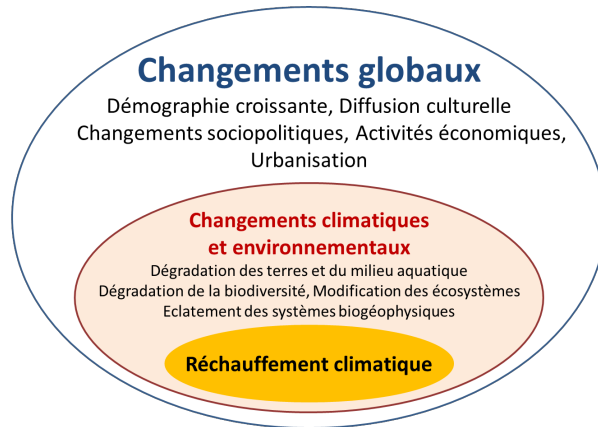 Changements globaux
Démographie croissante, Diffusion culturelle
Changements sociopolitiques, Activités économiques,
Urbanisation
Changements climatiques
et environnementaux
Dégradation des terres et du milieu aquatique
Dégradation de la biodiversité, Modification des écosystèmes
Eclatement des systèmes biogéophysiques
Réchauffement climatique